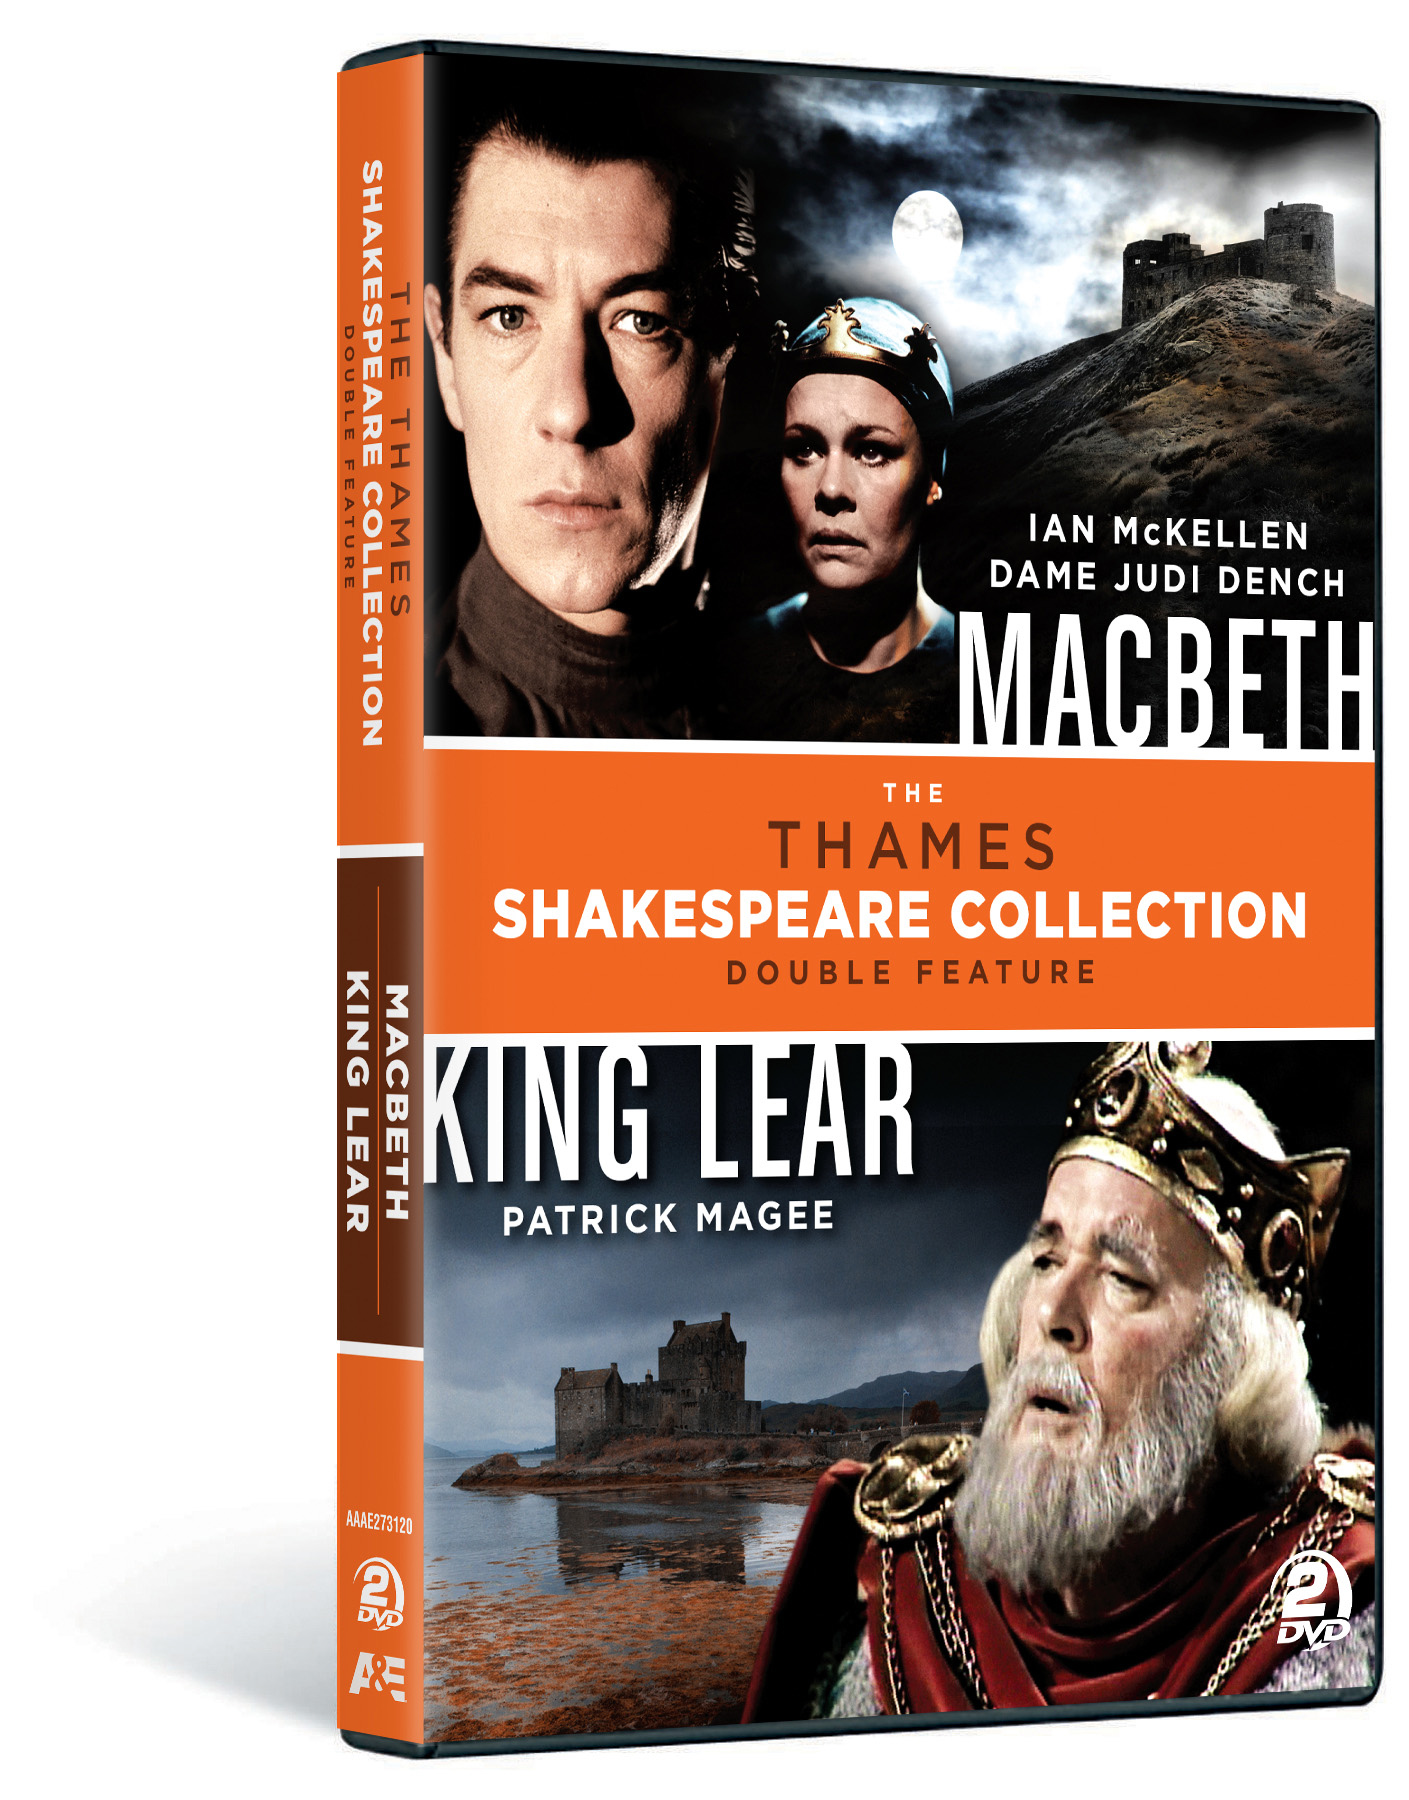 THE THAMES
SHAKESPEARE COLLECTION
DOUBLE FEATURE
MACBETH
KING LEAR
AAAE273120
2
DVD
A&E
IAN McKELLEN
DAME JUDI DENCH
MACBETH
THE
THAMES
SHAKESPEARE COLLECTION
DOUBLE FEATURE
KING LEAR
PATRICK MAGEE
2
DVD